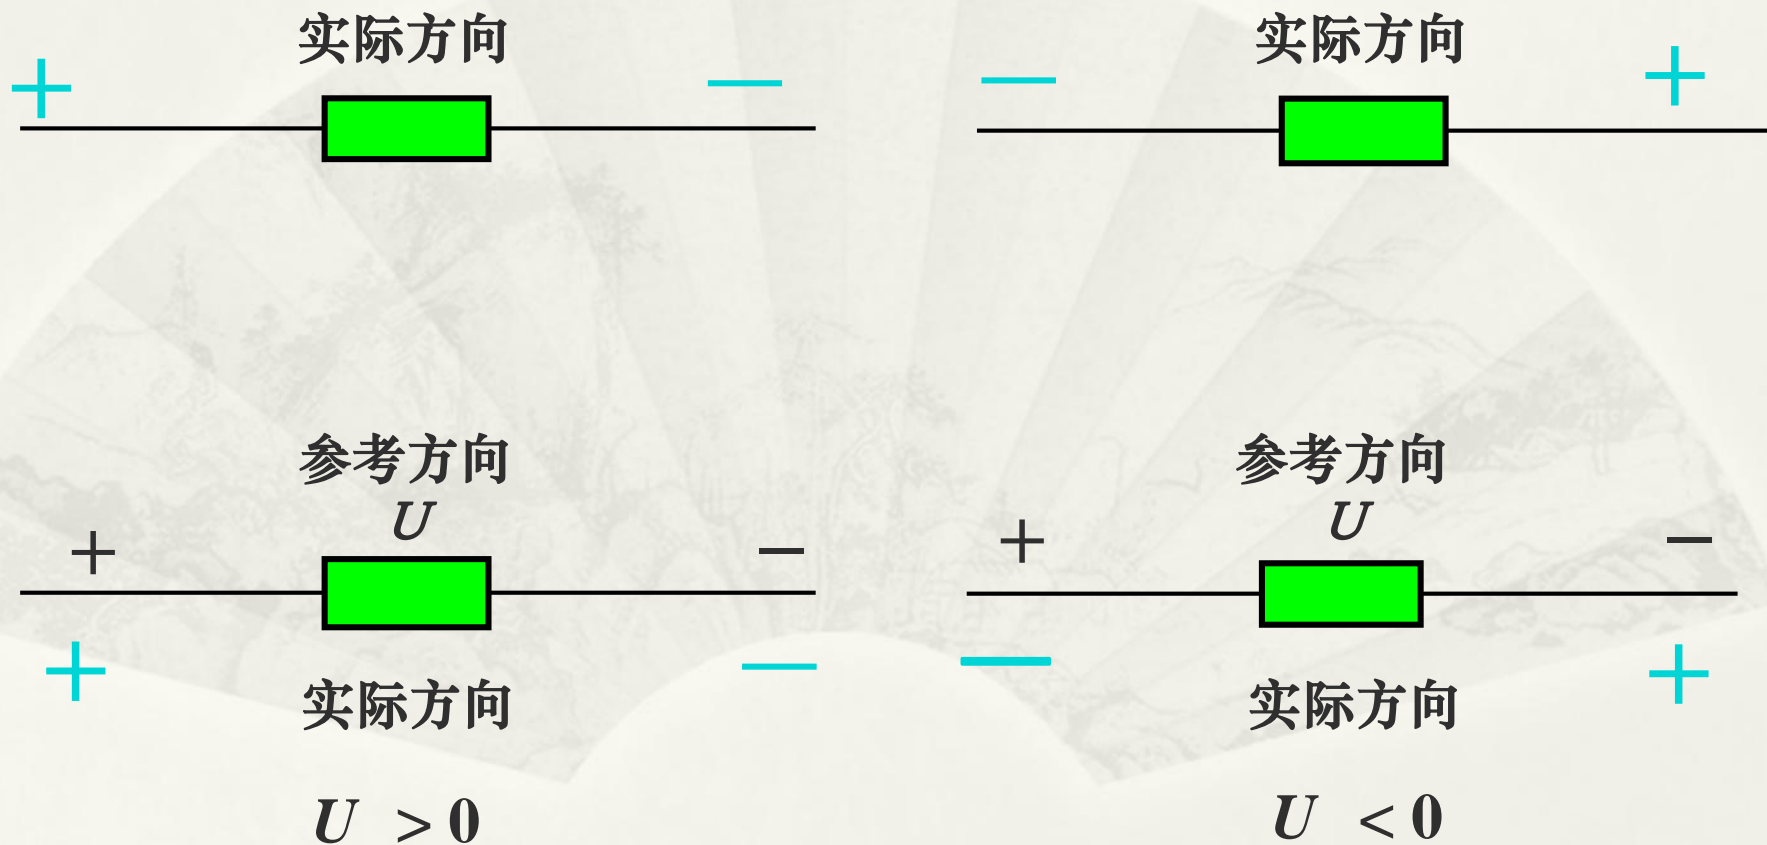 实际方向
+ —
实际方向
— +
参考方向
U
+ −
实际方向
+ —
U > 0
参考方向
U
+ −
实际方向
— +
U < 0